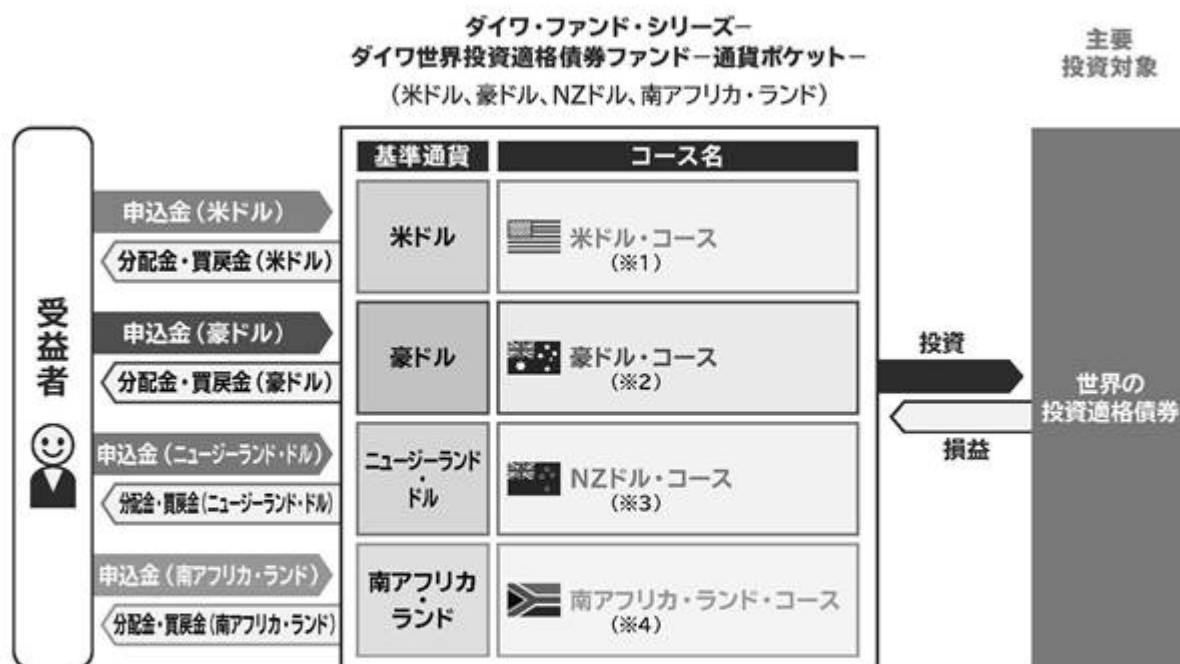 ダイワ・ファンド・シリーズ－
ダイワ世界投資適格債券ファンド－通貨ポケット－
（米ドル、豪ドル、NZドル、南アフリカ・ランド）
主要
投資対象
基準通貨
コース名
受益者
申込金（米ドル）
分配金・買戻金（米ドル）
米ドル
米ドル・コース
（※1）
申込金（豪ドル）
分配金・買戻金（豪ドル）
豪ドル
豪ドル・コース
（※2）
申込金（ニュージーランド・ドル）
分配金・買戻金（ニュージーランド・ドル）
ニュージーランド
・
ドル
NZドル・コース
（※3）
申込金（南アフリカ・ランド）
分配金・買戻金（南アフリカ・ランド）
南アフリカ
・
ランド
南アフリカ・ランド・コース
（※4）
投資
損益
世界の
投資適格債券